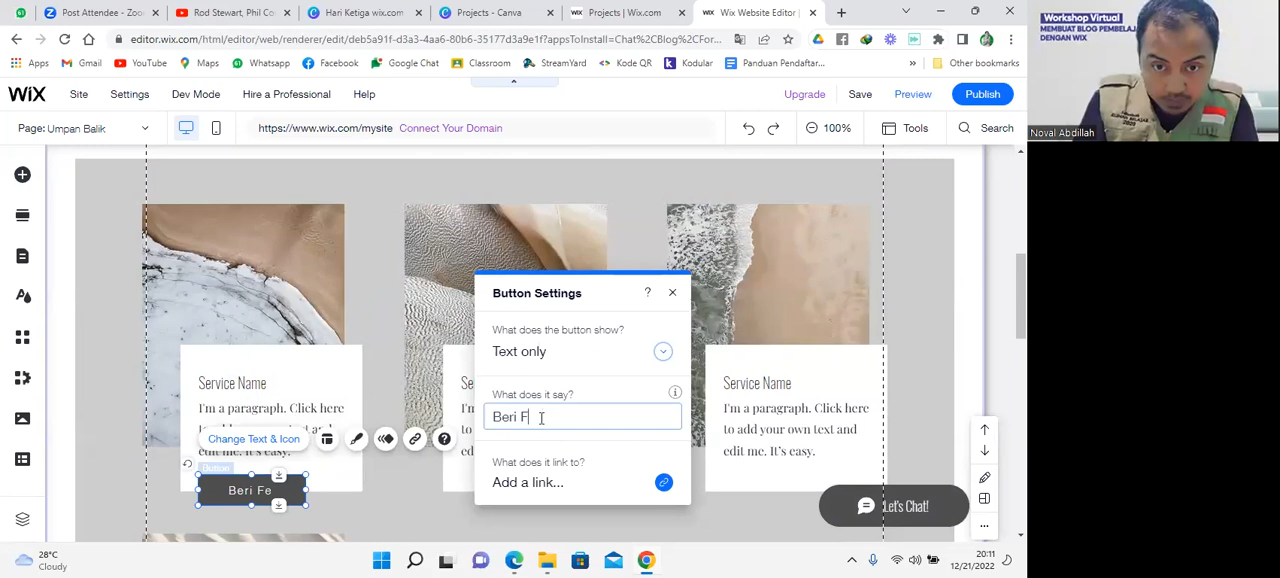 Post Attendee - Zoo
Rod Stewart, Phil Co
Hari Ketiga wix.com
Projects - Canva
WiX
Projects | Wix.com
WiX
Wix Website Editor |
editor.wix.com/html/editor/web/renderer/edit
aa6-80b6-35177d3a9e1f?appsToInstall=Chat%2CBlog%2CFor...
Apps
Gmail
YouTube
Maps
Whatsapp
Facebook
Google Chat
Classroom
StreamYard
Kode QR
Kodular
Panduan Pendaftar...
»
Other bookmarks
WiX
Site
Settings
Dev Mode
Hire a Professional
Help
Upgrade
Save
Preview
Publish
Page: Umpan Balik
https://www.wix.com/mysite
Connect Your Domain
100%
Tools
Search
Button Settings
?
What does the button show?
Text only
What does it say?
Beri F
What does it link to?
Add a link...
Service Name
I'm a paragraph. Click here
edit me. It's easy.
Change Text & Icon
Button
Beri Fe
Service Name
I'm a paragraph. Click here
to add your own text and
edit me. It's easy.
Let's Chat!
28°C
Cloudy
20:11
12/21/2022
Workshop Virtual
MEMBUAT BLOG PEMBELAJ
DENGAN WIX
Noval Abdillah